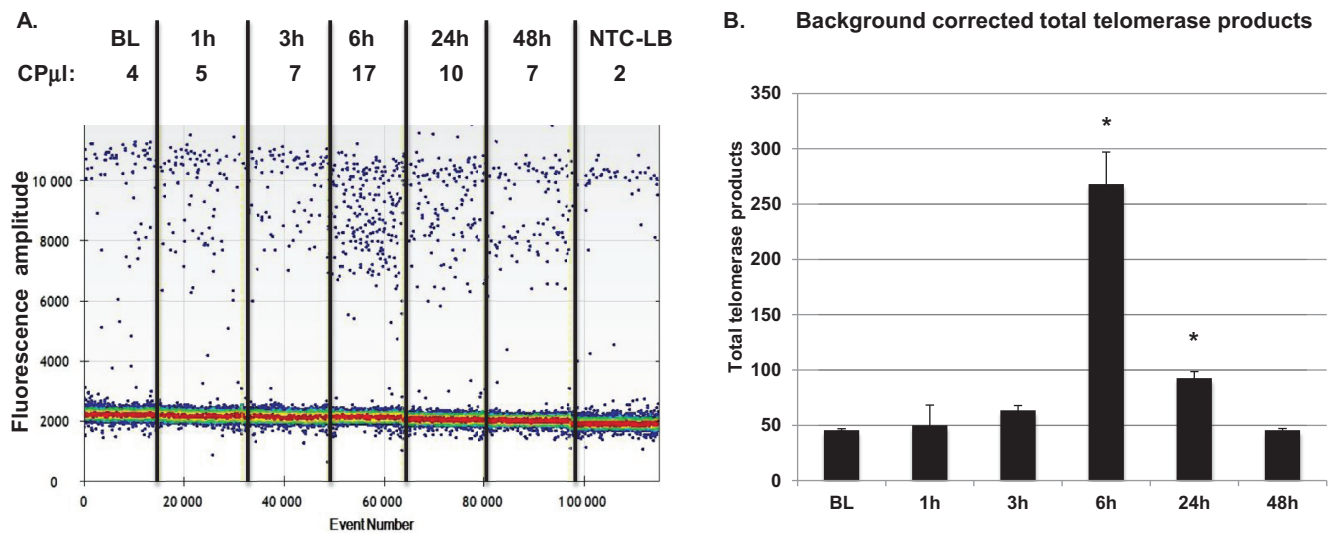 A.
BL 1h 3h 6h 24h 48h NTC-LB
CPµl: 4 5 7 17 10 7 2
Fluorescence amplitude
10 000
8000
6000
4000
2000
0
0 20 000 40 000 60 000 80 000 100 000
Event Number
B. Background corrected total telomerase products
Total telomerase products
350
300
250
200
150
100
50
0
*
*
BL 1h 3h 6h 24h 48h